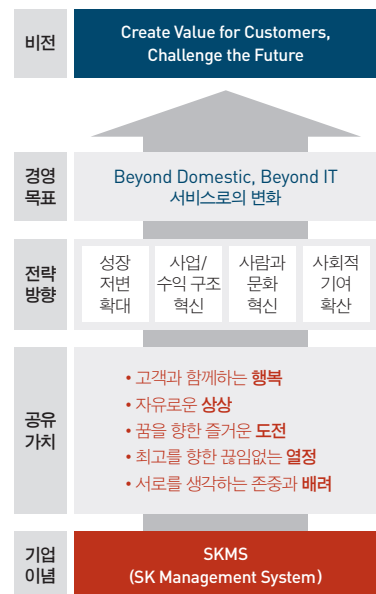 비전
Create Value for Customers,
Challenge the Future
경영
목표
Beyond Domestic, Beyond IT
서비스로의 변화
전략
방향
성장
저변
확대
사업/
수익 구조
혁신
사람과
문화
혁신
사회적
기여
확산
공유
가치
• 고객과 함께하는 행복
• 자유로운 상상
• 꿈을 향한 즐거운 도전
• 최고를 향한 끊임없는 열정
• 서로를 생각하는 존중과 배려
기업
이념
SKMS
(SK Management System)